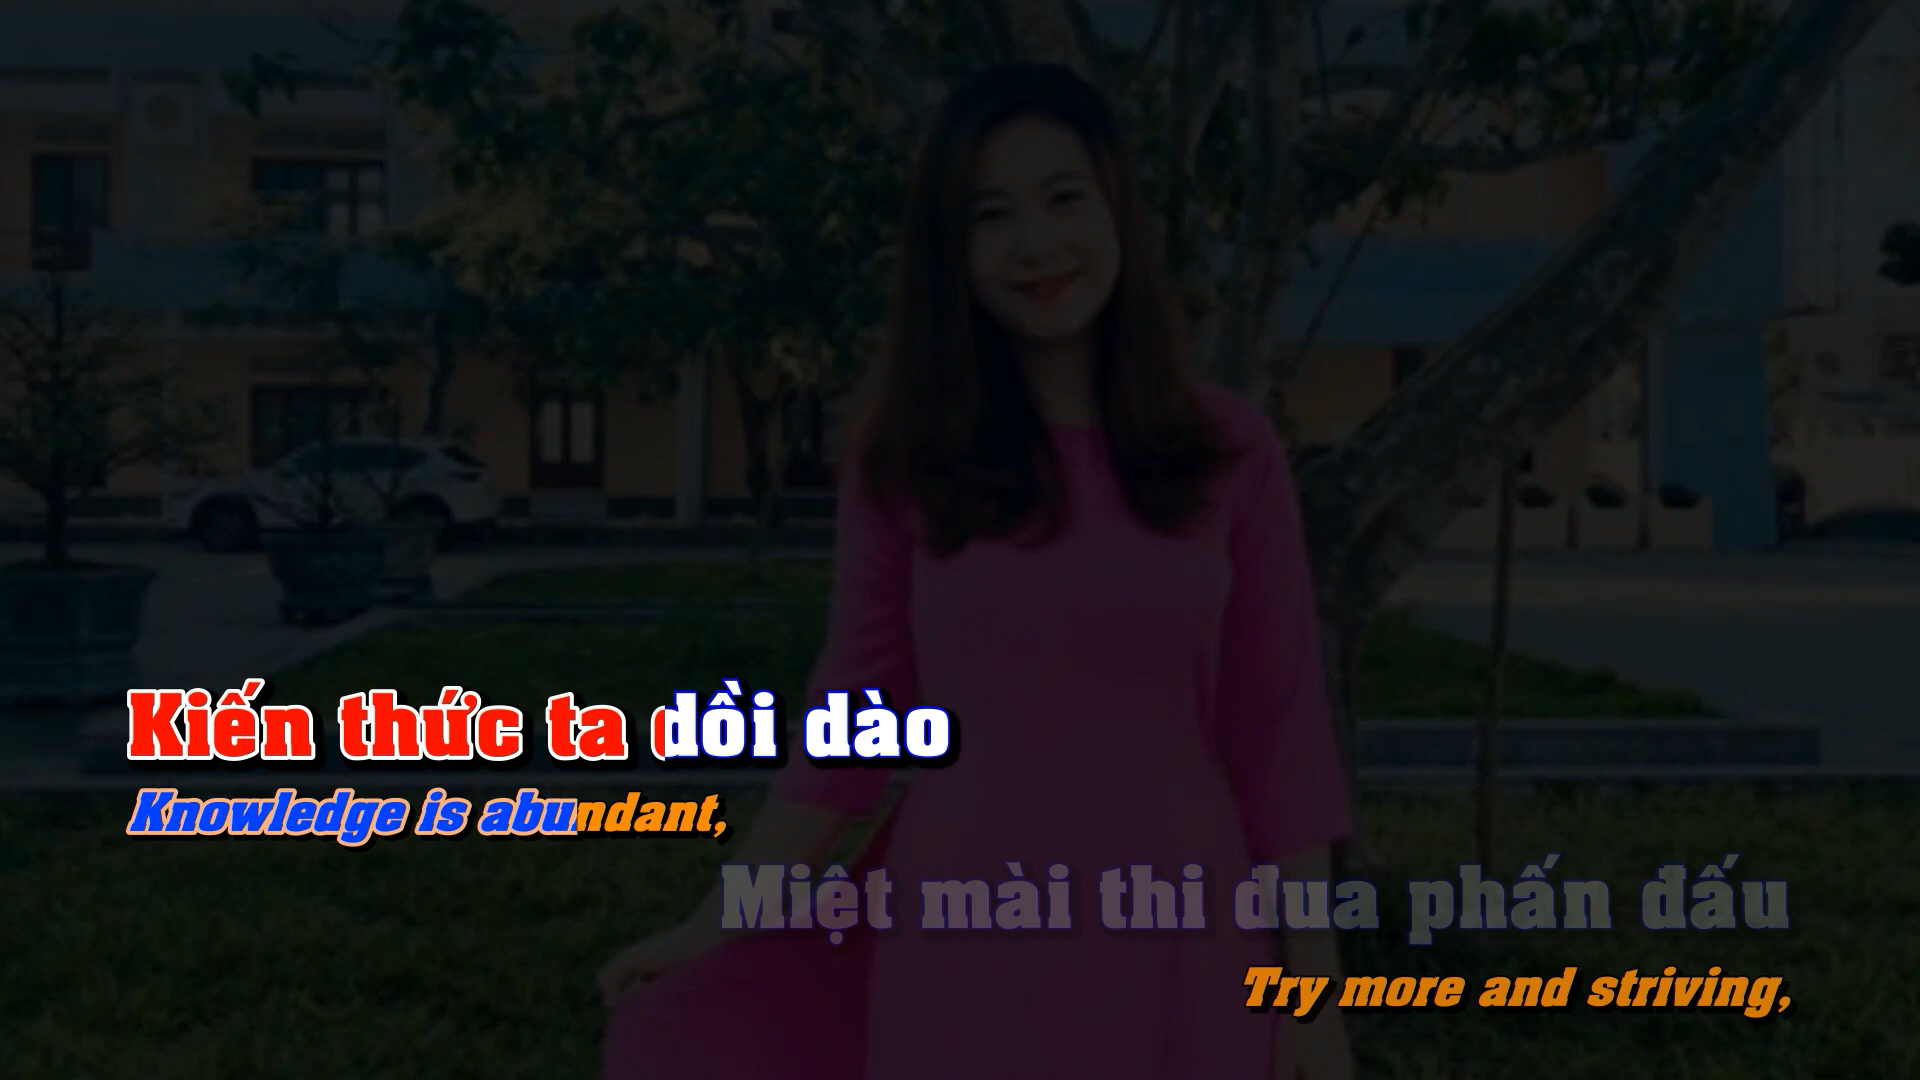 Kiến thức ta dồi dào
Knowledge is abundant,
Miệt mài thi đua phấn đấu
Try more and striving,